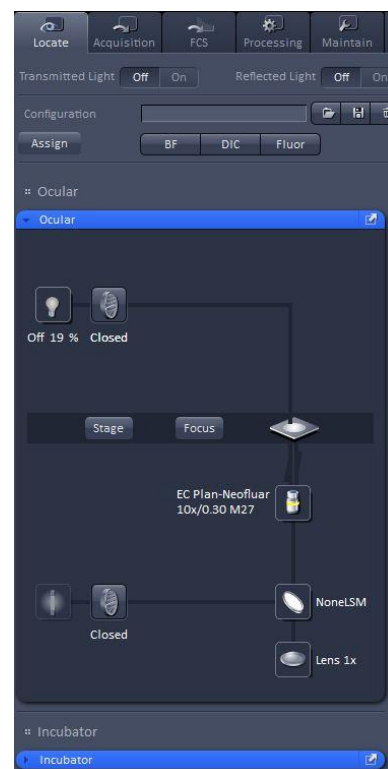 Locate Acquisition FCS Processing Maintain
Transmitted Light Off On Reflected Light Off On
Configuration
Assign BF DIC Fluor
Ocular
Ocular
Off 19 % Closed
Stage Focus
EC Plan-Neofluar
10x/0.30 M27
NoneLSM
Closed
Lens 1x
Incubator
Incubator